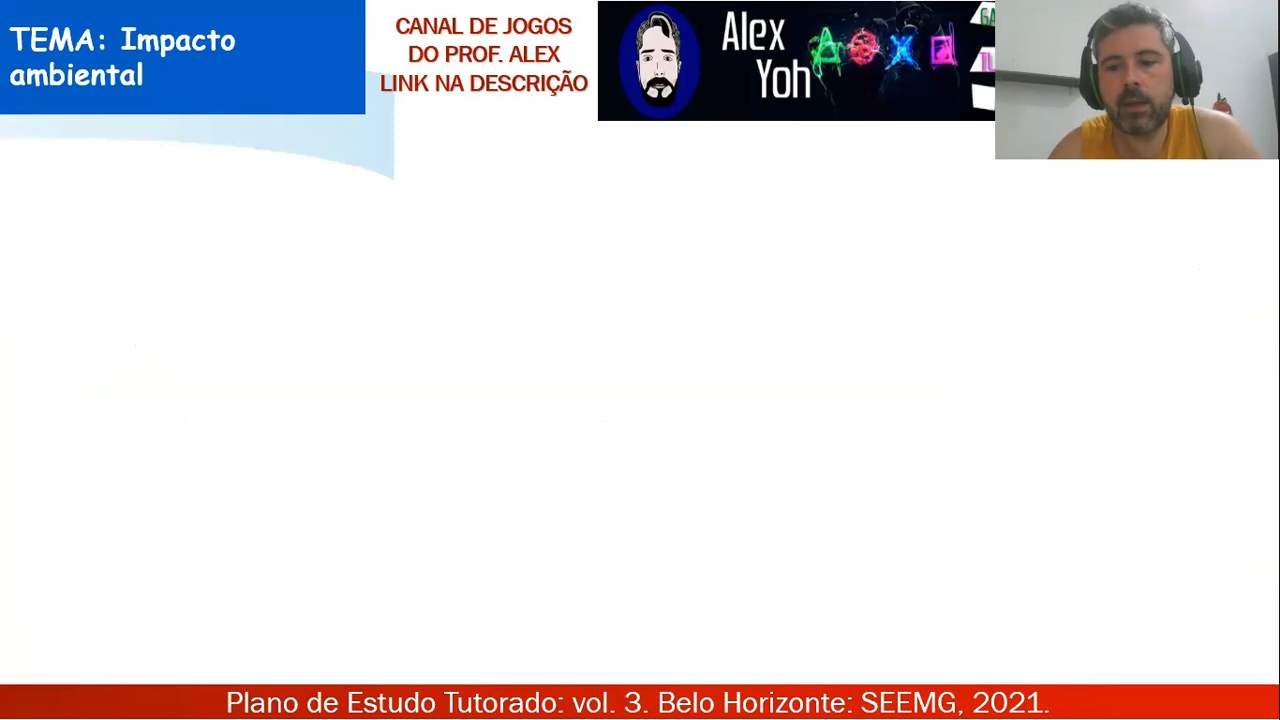 TEMA: Impacto
ambiental
CANAL DE JOGOS
DO PROF. ALEX
LINK NA DESCRIÇÃO
Alex
Yoh
Plano de Estudo Tutorado: vol. 3. Belo Horizonte: SEEMG, 2021.